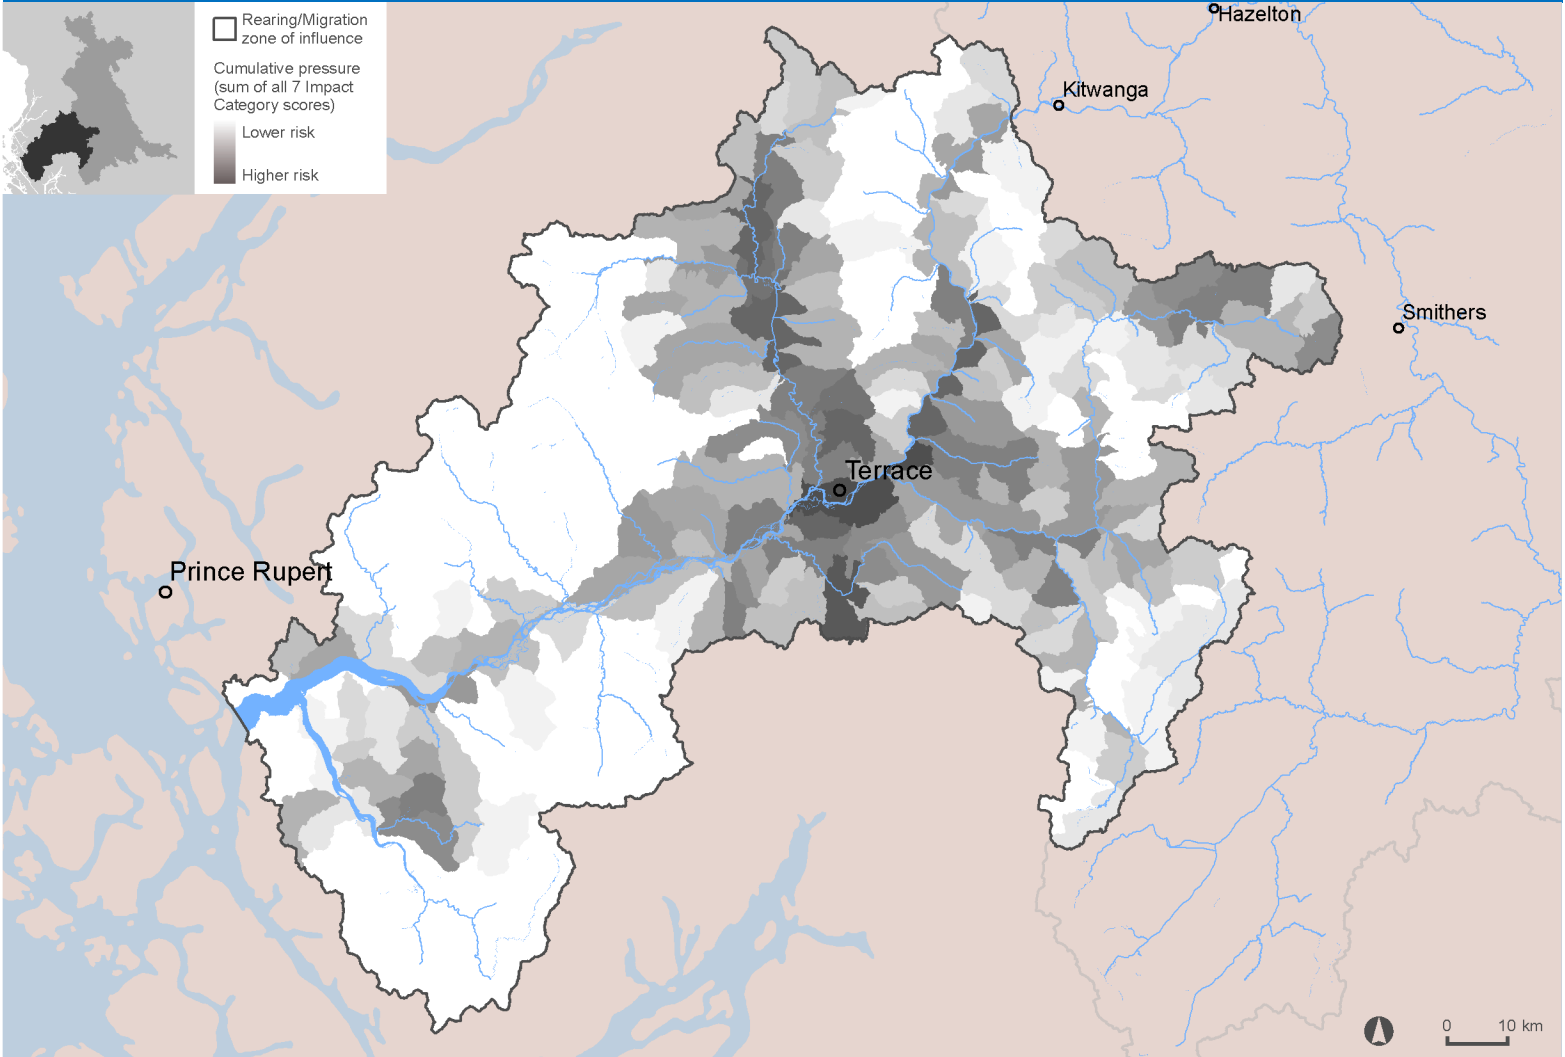 Rearing/Migration
zone of influence
Cumulative pressure
(sum of all 7 Impact
Category scores)
Lower risk
Higher risk
Hazelton
Kitwanga
Smithers
Terrace
Prince Rupert
0 10 km